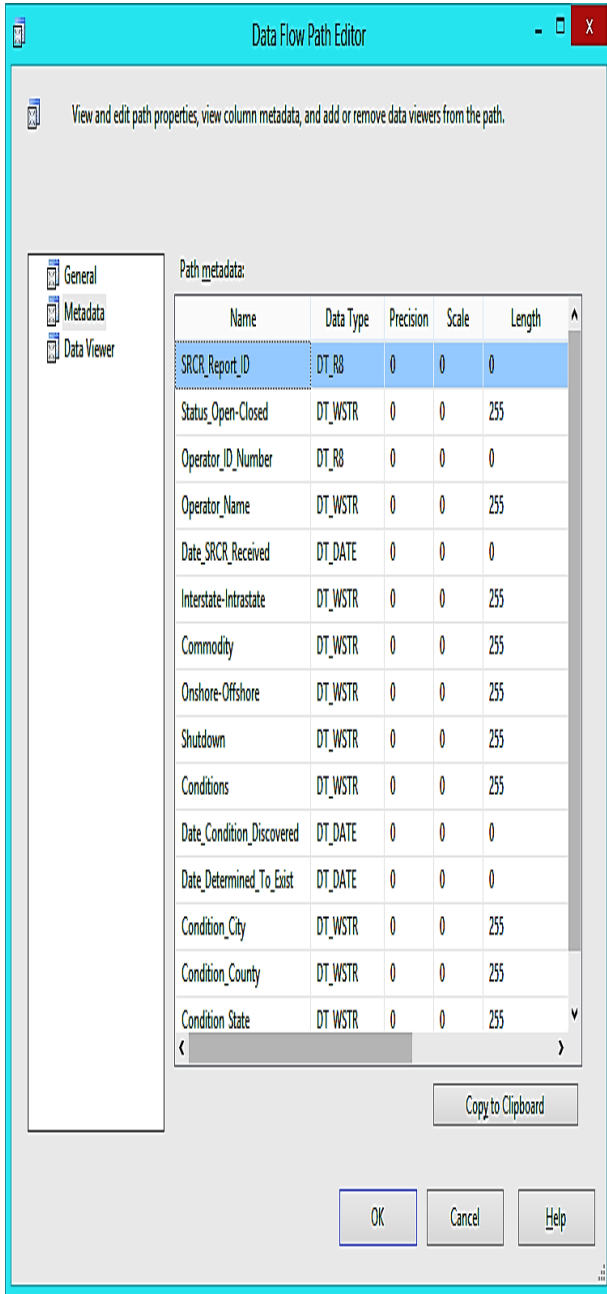 Data Flow Path Editor
View and edit path properties, view column metadata, and add or remove data viewers from the path.
General
Metadata
Data Viewer
Path metadata:
Name Data Type Precision Scale Length
SRCR_Report_ID DT_R8 0 0 0
Status_Open-Closed DT_WSTR 0 0 255
Operator_ID_Number DT_R8 0 0 0
Operator_Name DT_WSTR 0 0 255
Date_SRCR_Received DT_DATE 0 0 0
Interstate-Intrastate DT_WSTR 0 0 255
Commodity DT_WSTR 0 0 255
Onshore-Offshore DT_WSTR 0 0 255
Shutdown DT_WSTR 0 0 255
Conditions DT_WSTR 0 0 255
Date_Condition_Discovered DT_DATE 0 0 0
Date_Determined_To_Exist DT_DATE 0 0 0
Condition_City DT_WSTR 0 0 255
Condition_County DT_WSTR 0 0 255
Condition State DT WSTR 0 0 255
Copy to Clipboard
OK Cancel Help